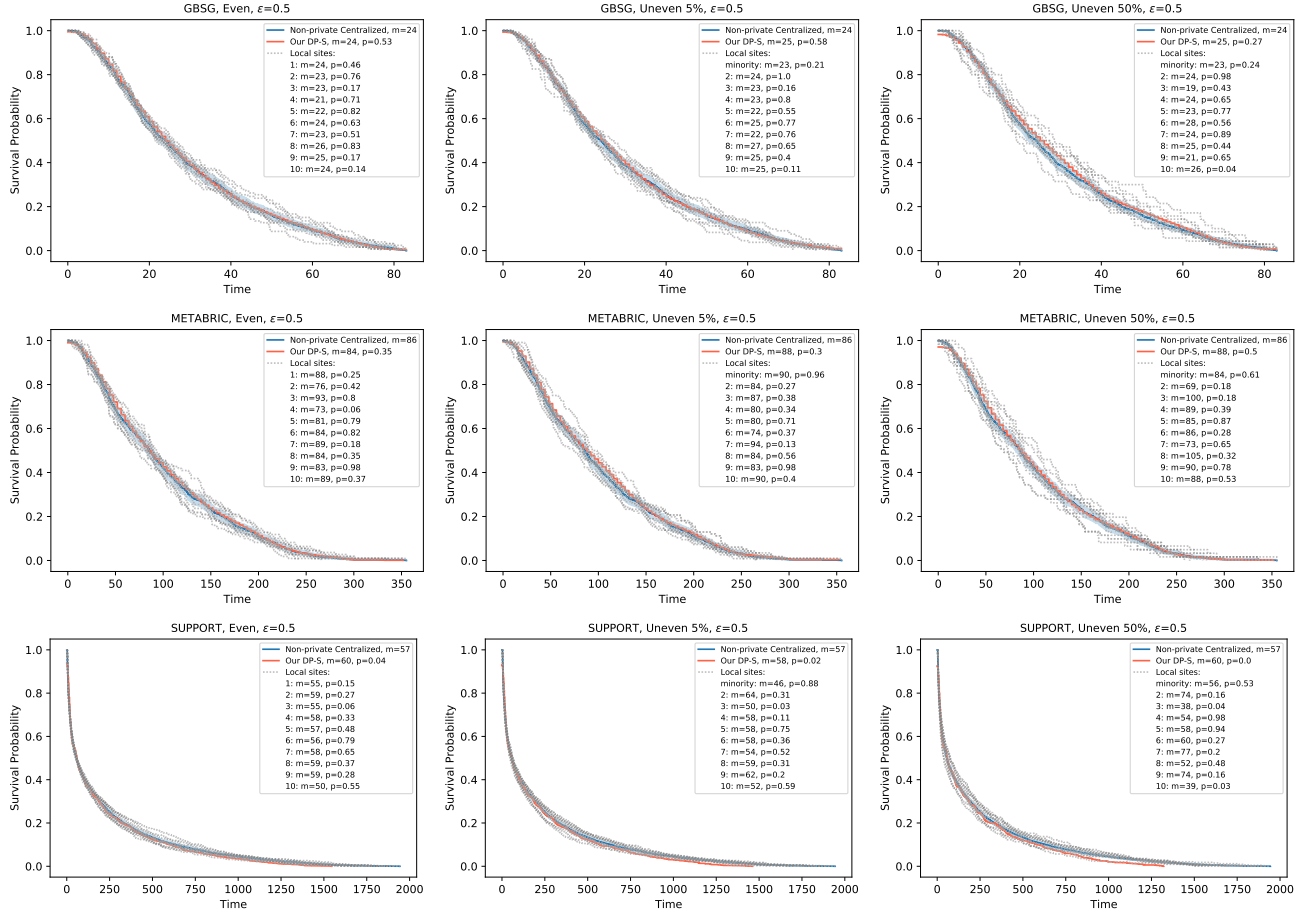 GBSG, Even, ε=0.5
Survival Probability
1.0
0.8
0.6
0.4
0.2
0.0
0 20 40 60 80
Time
Non-private Centralized, m=24
Our DP-S, m=24, p=0.53
Local sites:
1: m=24, p=0.46
2: m=23, p=0.76
3: m=23, p=0.17
4: m=21, p=0.71
5: m=22, p=0.82
6: m=24, p=0.63
7: m=23, p=0.51
8: m=26, p=0.83
9: m=25, p=0.17
10: m=24, p=0.14
GBSG, Uneven 5%, ε=0.5
Survival Probability
1.0
0.8
0.6
0.4
0.2
0.0
0 20 40 60 80
Time
Non-private Centralized, m=24
Our DP-S, m=25, p=0.58
Local sites:
minority: m=23, p=0.21
2: m=24, p=1.0
3: m=23, p=0.16
4: m=23, p=0.8
5: m=22, p=0.55
6: m=25, p=0.77
7: m=22, p=0.76
8: m=27, p=0.65
9: m=25, p=0.4
10: m=25, p=0.11
GBSG, Uneven 50%, ε=0.5
Survival Probability
1.0
0.8
0.6
0.4
0.2
0.0
0 20 40 60 80
Time
Non-private Centralized, m=24
Our DP-S, m=25, p=0.27
Local sites:
minority: m=23, p=0.24
2: m=24, p=0.98
3: m=19, p=0.43
4: m=24, p=0.65
5: m=23, p=0.77
6: m=28, p=0.56
7: m=24, p=0.89
8: m=25, p=0.44
9: m=21, p=0.65
10: m=26, p=0.04
METABRIC, Even, ε=0.5
Survival Probability
1.0
0.8
0.6
0.4
0.2
0.0
0 50 100 150 200 250 300 350
Time
Non-private Centralized, m=86
Our DP-S, m=84, p=0.35
Local sites:
1: m=88, p=0.25
2: m=76, p=0.42
3: m=93, p=0.8
4: m=73, p=0.06
5: m=81, p=0.79
6: m=84, p=0.82
7: m=89, p=0.18
8: m=84, p=0.35
9: m=83, p=0.98
10: m=89, p=0.37
METABRIC, Uneven 5%, ε=0.5
Survival Probability
1.0
0.8
0.6
0.4
0.2
0.0
0 50 100 150 200 250 300 350
Time
Non-private Centralized, m=86
Our DP-S, m=88, p=0.3
Local sites:
minority: m=90, p=0.96
2: m=84, p=0.27
3: m=87, p=0.38
4: m=80, p=0.34
5: m=80, p=0.71
6: m=74, p=0.37
7: m=94, p=0.13
8: m=84, p=0.56
9: m=83, p=0.98
10: m=90, p=0.4
METABRIC, Uneven 50%, ε=0.5
Survival Probability
1.0
0.8
0.6
0.4
0.2
0.0
0 50 100 150 200 250 300 350
Time
Non-private Centralized, m=86
Our DP-S, m=88, p=0.5
Local sites:
minority: m=84, p=0.61
2: m=69, p=0.18
3: m=100, p=0.18
4: m=89, p=0.39
5: m=85, p=0.87
6: m=86, p=0.28
7: m=73, p=0.65
8: m=105, p=0.32
9: m=90, p=0.78
10: m=88, p=0.53
SUPPORT, Even, ε=0.5
Survival Probability
1.0
0.8
0.6
0.4
0.2
0.0
0 250 500 750 1000 1250 1500 1750 2000
Time
Non-private Centralized, m=57
Our DP-S, m=60, p=0.04
Local sites:
1: m=55, p=0.15
2: m=59, p=0.27
3: m=55, p=0.06
4: m=58, p=0.33
5: m=57, p=0.48
6: m=56, p=0.79
7: m=58, p=0.65
8: m=59, p=0.37
9: m=59, p=0.28
10: m=50, p=0.55
SUPPORT, Uneven 5%, ε=0.5
Survival Probability
1.0
0.8
0.6
0.4
0.2
0.0
0 250 500 750 1000 1250 1500 1750 2000
Time
Non-private Centralized, m=57
Our DP-S, m=58, p=0.02
Local sites:
minority: m=46, p=0.88
2: m=64, p=0.31
3: m=50, p=0.03
4: m=58, p=0.11
5: m=58, p=0.75
6: m=58, p=0.36
7: m=54, p=0.52
8: m=59, p=0.31
9: m=62, p=0.2
10: m=52, p=0.59
SUPPORT, Uneven 50%, ε=0.5
Survival Probability
1.0
0.8
0.6
0.4
0.2
0.0
0 250 500 750 1000 1250 1500 1750 2000
Time
Non-private Centralized, m=57
Our DP-S, m=60, p=0.0
Local sites:
minority: m=56, p=0.53
2: m=74, p=0.16
3: m=38, p=0.04
4: m=54, p=0.98
5: m=58, p=0.94
6: m=60, p=0.27
7: m=77, p=0.2
8: m=52, p=0.48
9: m=74, p=0.16
10: m=39, p=0.03